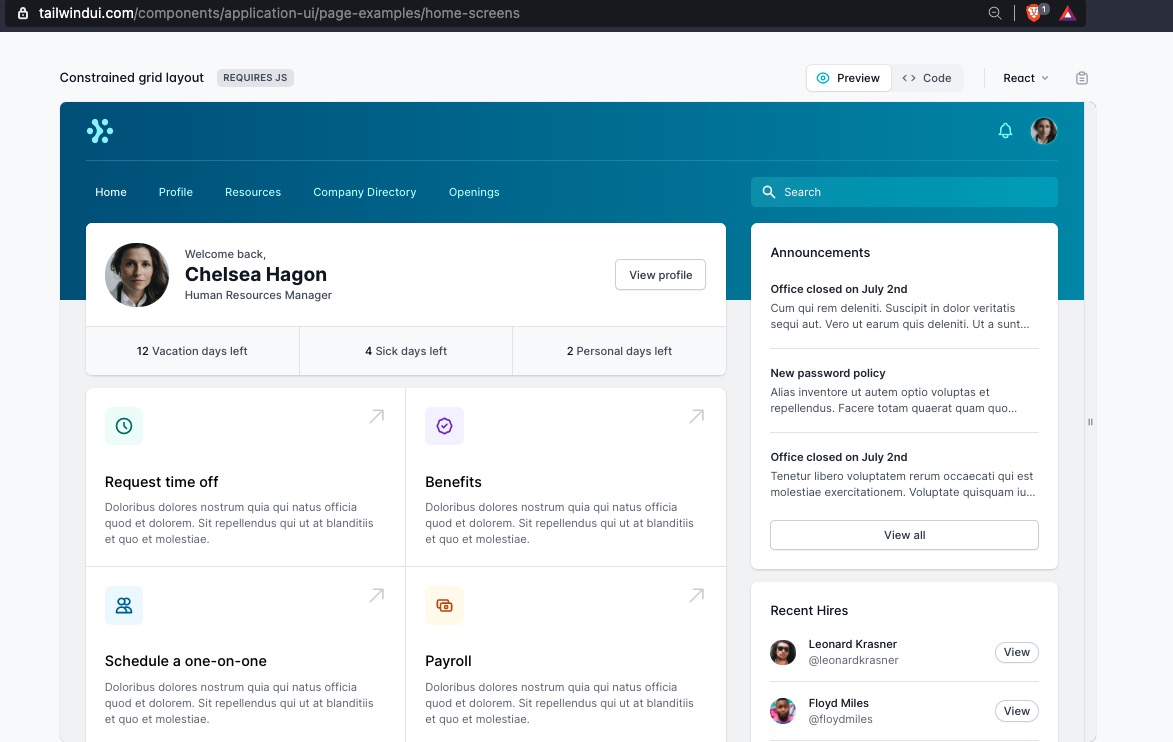 tailwindui.com/components/application-ui/page-examples/home-screens
1
Constrained grid layout
REQUIRES JS
Preview
Code
React
Home
Profile
Resources
Company Directory
Openings
Search
Welcome back,
Chelsea Hagon
Human Resources Manager
View profile
12 Vacation days left
4 Sick days left
2 Personal days left
Request time off
Doloribus dolores nostrum quia qui natus officia
quod et dolorem. Sit repellendus qui ut at blanditiis
et quo et molestiae.
Benefits
Doloribus dolores nostrum quia qui natus officia
quod et dolorem. Sit repellendus qui ut at blanditiis
et quo et molestiae.
Schedule a one-on-one
Doloribus dolores nostrum quia qui natus officia
quod et dolorem. Sit repellendus qui ut at blanditiis
et quo et molestiae.
Payroll
Doloribus dolores nostrum quia qui natus officia
quod et dolorem. Sit repellendus qui ut at blanditiis
et quo et molestiae.
Announcements
Office closed on July 2nd
Cum qui rem deleniti. Suscipit in dolor veritatis
sequi aut. Vero ut earum quis deleniti. Ut a sunt...
New password policy
Alias inventore ut autem optio voluptas et
repellendus. Facere totam quaerat quam quo...
Office closed on July 2nd
Tenetur libero voluptatem rerum occaecati qui est
molestiae exercitationem. Voluptate quisquam iu...
View all
Recent Hires
Leonard Krasner
@leonardkrasner
View
Floyd Miles
@floydmiles
View